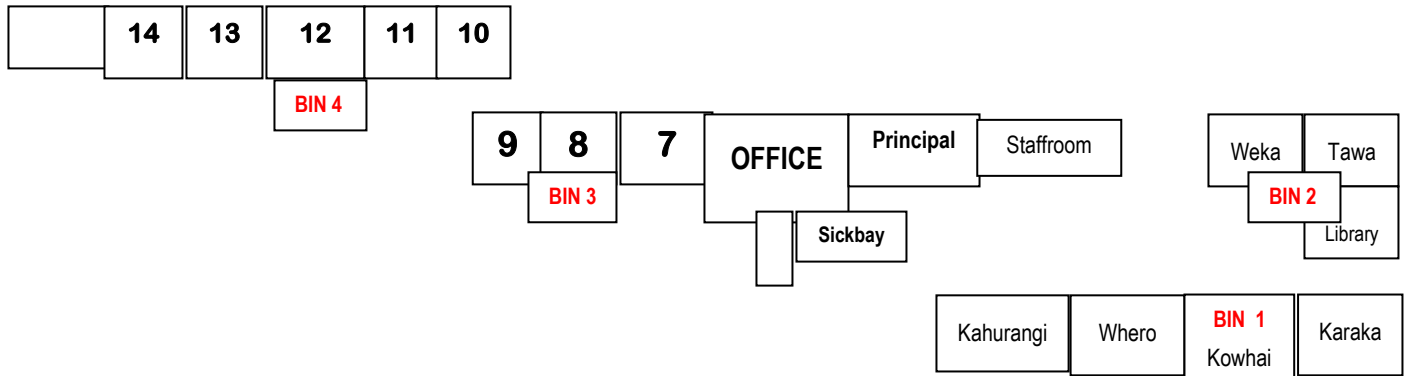 14 13 12 11 10
BIN 4
9 8 7 OFFICE Principal Staffroom Weka Tawa
BIN 3 BIN 2
Sickbay Library
BIN 1
Kahurangi Whero Kowhai Karaka